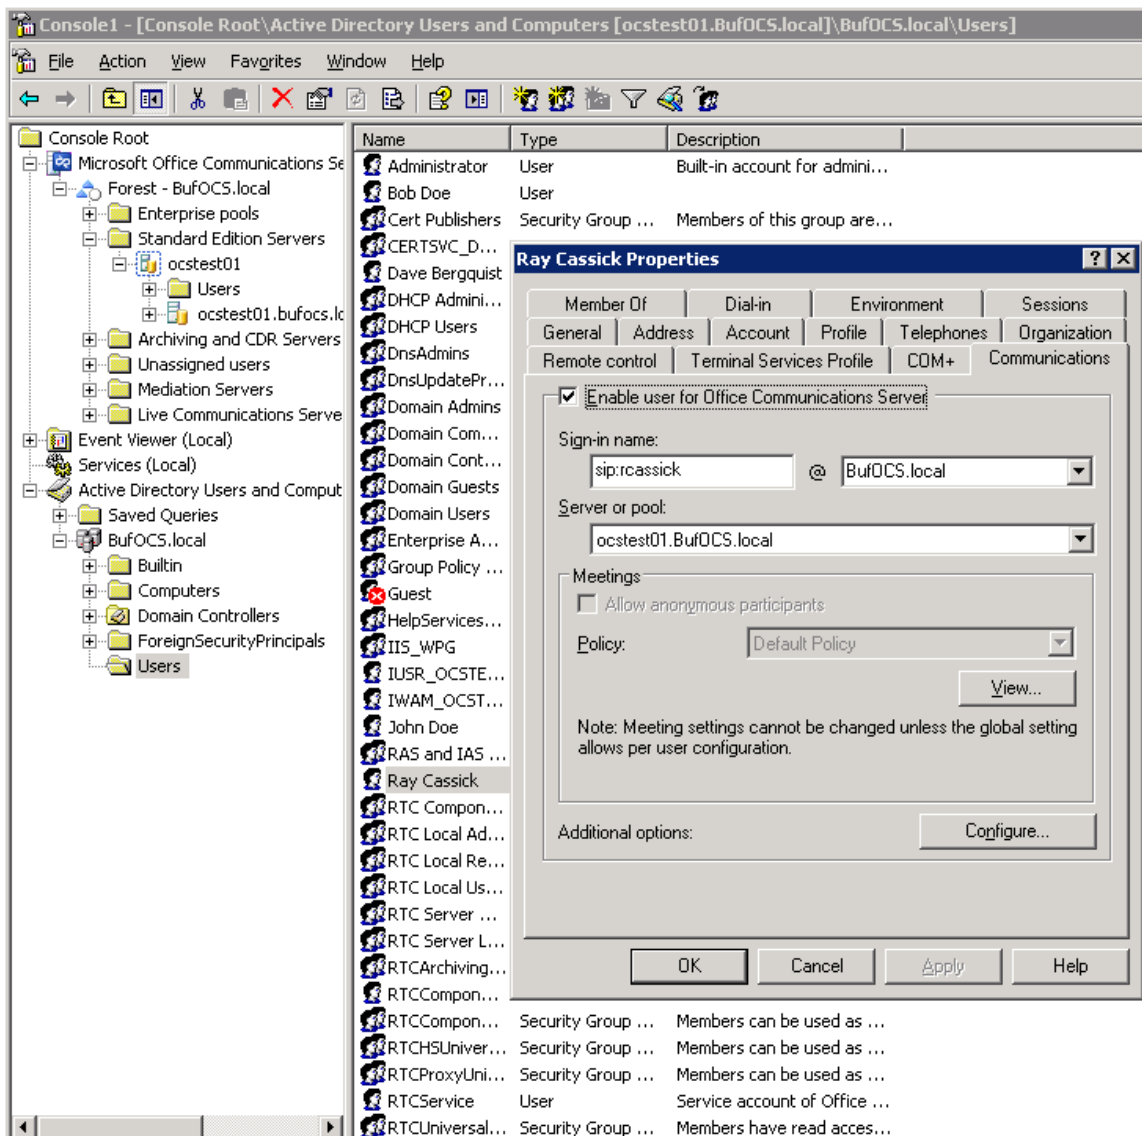 Console1 - [Console Root\Active Directory Users and Computers [ocstest01.BufOCS.local]\BufOCS.local\Users]
File Action View Favorites Window Help
Console Root
Microsoft Office Communications Se
Forest - BufOCS.local
Enterprise pools
Standard Edition Servers
ocstest01
Users
ocstest01.bufocs.lo
Archiving and CDR Servers
Unassigned users
Mediation Servers
Live Communications Serve
Event Viewer (Local)
Services (Local)
Active Directory Users and Comput
Saved Queries
BufOCS.local
Builtin
Computers
Domain Controllers
ForeignSecurityPrincipals
Users
Name Type Description
Administrator User Built-in account for admini...
Bob Doe User
Cert Publishers Security Group ... Members of this group are...
CERTSVC_D...
Dave Bergquist
DHCP Admini...
DHCP Users
DnsAdmins
DnsUpdatePr...
Domain Admins
Domain Com...
Domain Cont...
Domain Guests
Domain Users
Enterprise A...
Group Policy ...
Guest
HelpServices...
IIS_WPG
IUSR_OCSTE...
IWAM_OCST...
John Doe
RAS and IAS ...
Ray Cassick
RTC Compon...
RTC Local Ad...
RTC Local Re...
RTC Local Us...
RTC Server ...
RTC Server L...
RTCArchiving...
RTCCompon...
RTCCompon... Security Group ... Members can be used as ...
RTCHSUniver... Security Group ... Members can be used as ...
RTCProxyUni... Security Group ... Members can be used as ...
RTCService User Service account of Office ...
RTCUniversal... Security Group ... Members have read acces...
Ray Cassick Properties
Member Of Dial-in Environment Sessions
General Address Account Profile Telephones Organization
Remote control Terminal Services Profile COM+ Communications
Enable user for Office Communications Server
Sign-in name:
sip:rcassick @ BufOCS.local
Server or pool:
ocstest01.BufOCS.local
Meetings
Allow anonymous participants
Policy: Default Policy
View...
Note: Meeting settings cannot be changed unless the global setting
allows per user configuration.
Additional options: Configure...
OK Cancel Apply Help